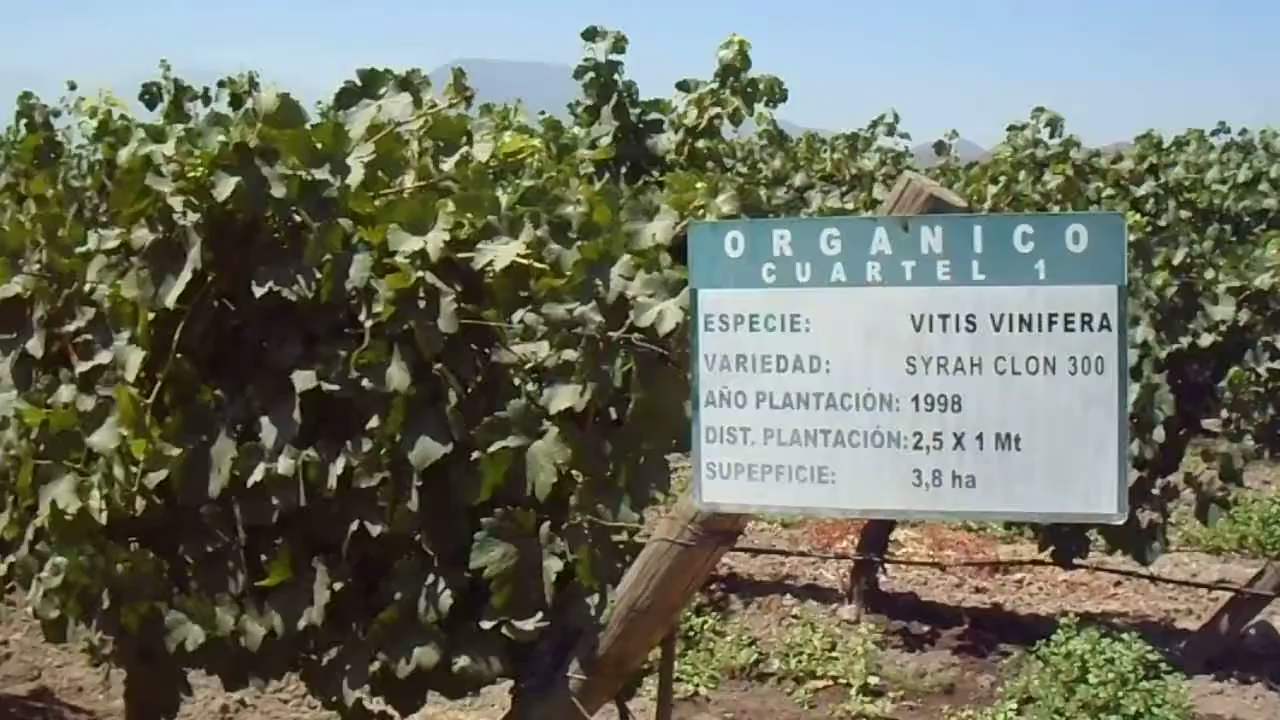 ORGANICO
CUARTEL 1
ESPECIE: VITIS VINIFERA
VARIEDAD: SYRAH CLON 300
AÑO PLANTACIÓN: 1998
DIST. PLANTACIÓN: 2,5 X 1 Mt
SUPEPFICIE: 3,8 ha